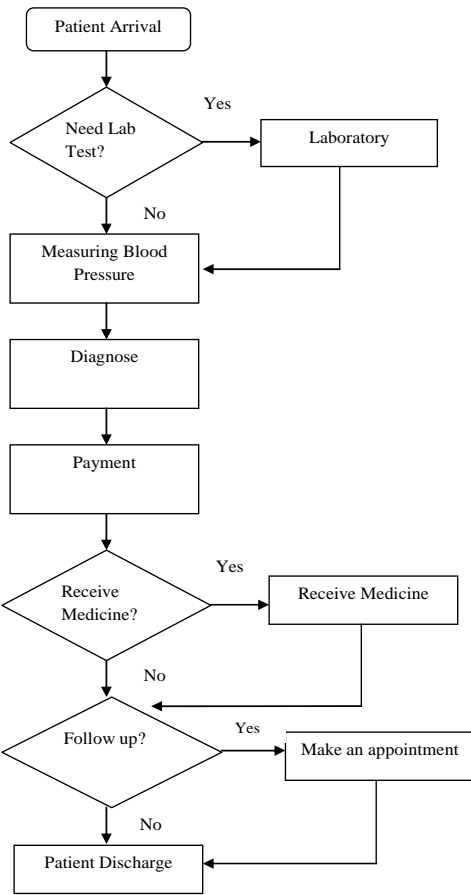 Patient Arrival
Yes
Need Lab
Test?
Laboratory
No
Measuring Blood
Pressure
Diagnose
Payment
Yes
Receive
Medicine?
Receive Medicine
No
Follow up?
Yes
Make an appointment
No
Patient Discharge